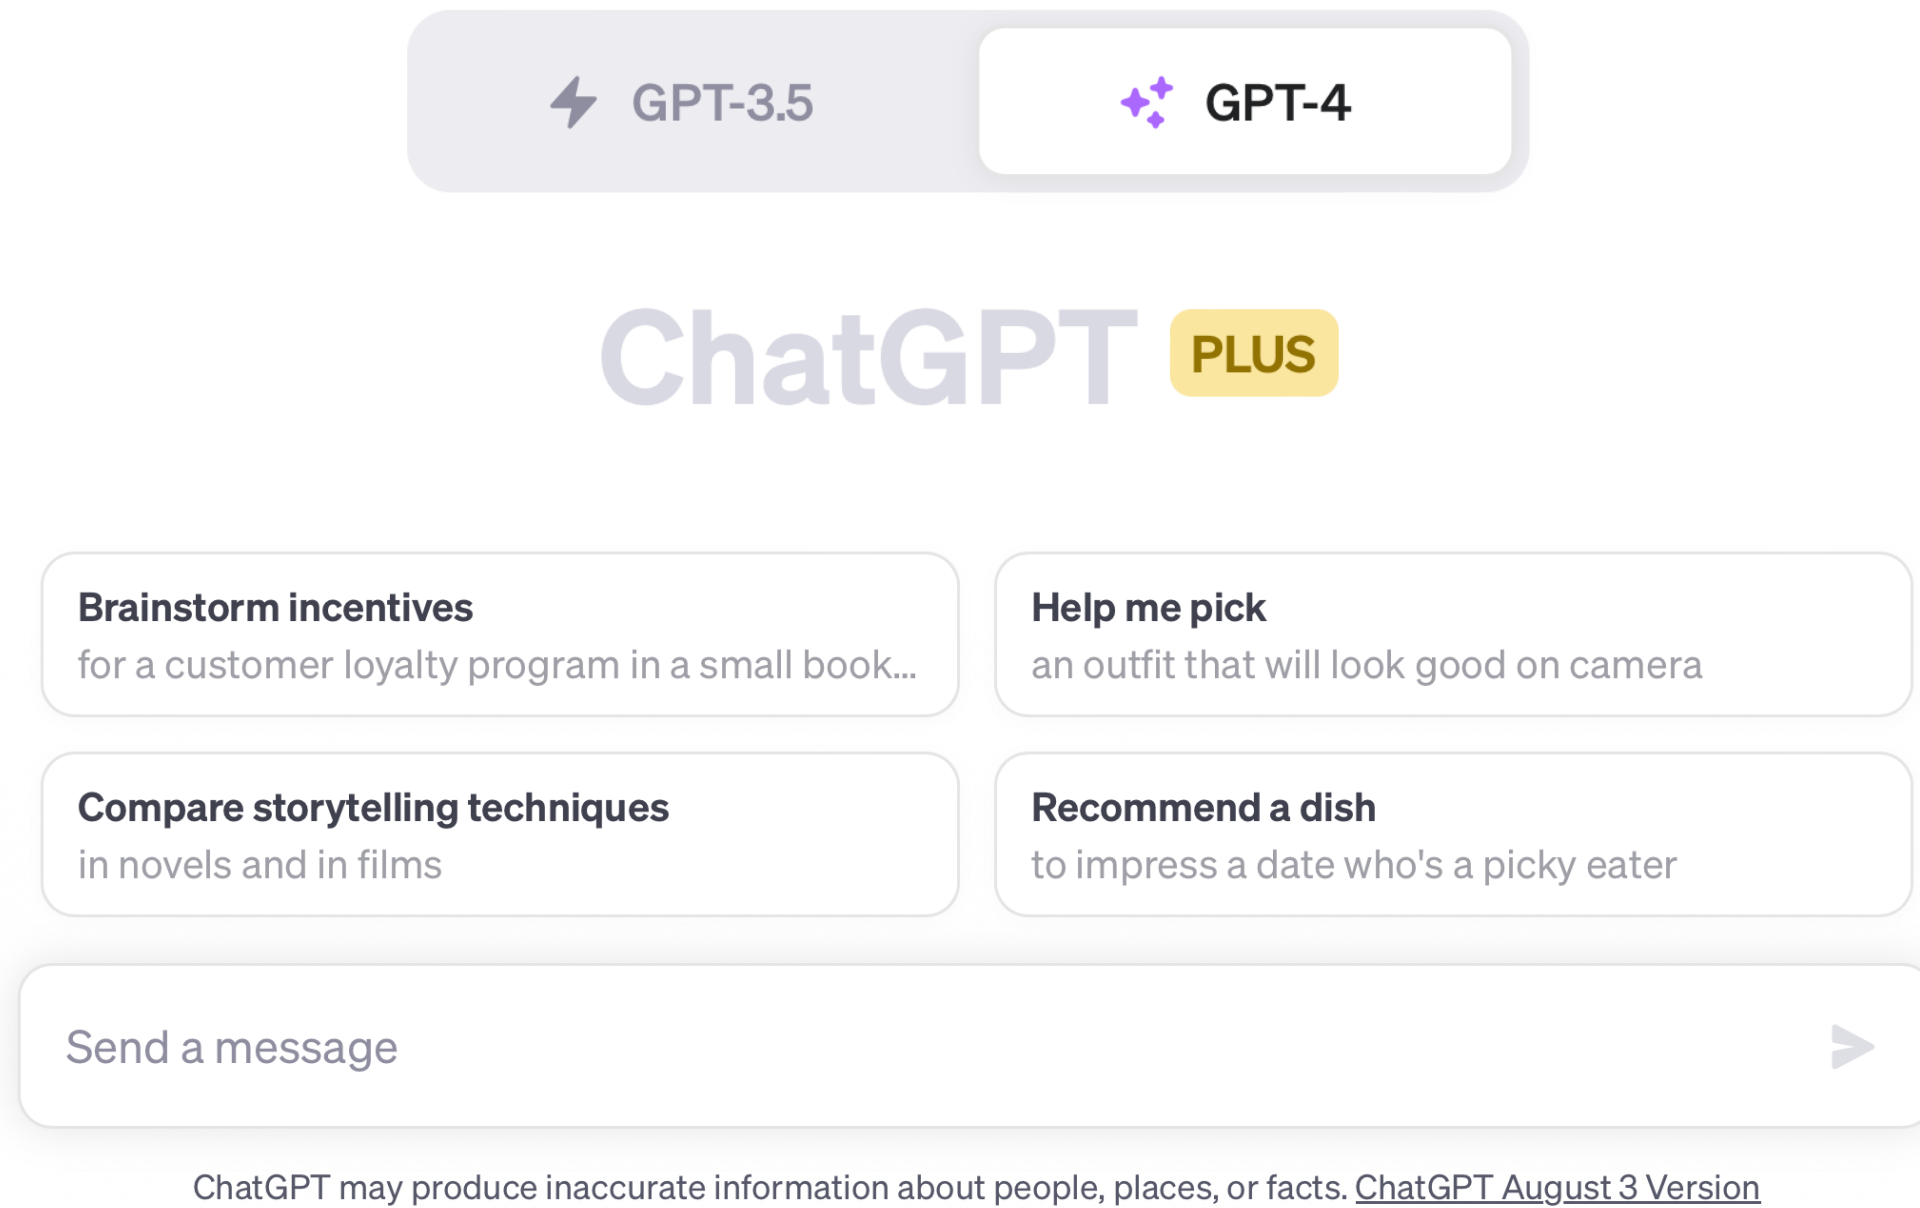 GPT-3.5
GPT-4
ChatGPT PLUS
Brainstorm incentives
for a customer loyalty program in a small book...
Help me pick
an outfit that will look good on camera
Compare storytelling techniques
in novels and in films
Recommend a dish
to impress a date who's a picky eater
Send a message
ChatGPT may produce inaccurate information about people, places, or facts. ChatGPT August 3 Version